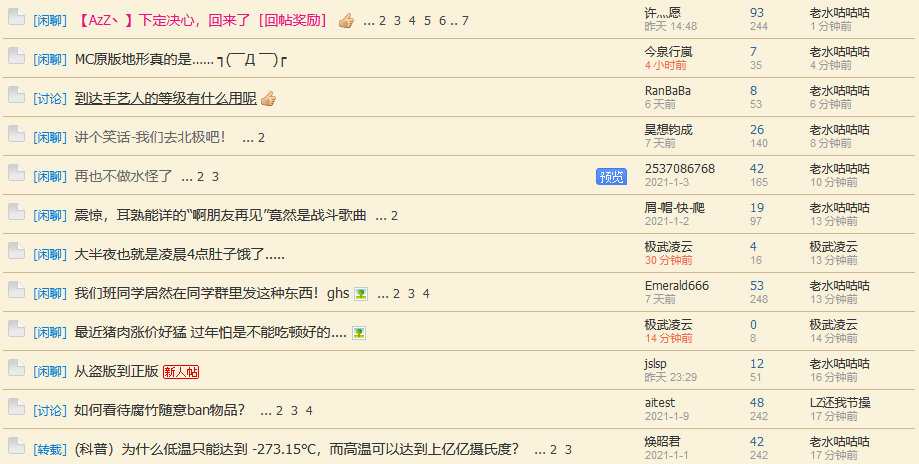 [闲聊] 【AzZ丶】下定决心，回来了 [回帖奖励] ... 2 3 4 5 6 .. 7 许灬愿 93 老水咕咕咕
昨天 14:48 244 1 分钟前
[闲聊] MC原版地形真的是...... ┑(￣Д ￣)┍ 今泉行嵐 7 老水咕咕咕
4 小时前 35 4 分钟前
[讨论] 到达手艺人的等级有什么用呢 RanBaBa 8 老水咕咕咕
6 天前 53 6 分钟前
[闲聊] 讲个笑话-我们去北极吧！ ... 2 昊想钧成 26 老水咕咕咕
7 天前 140 8 分钟前
[闲聊] 再也不做水怪了 ... 2 3 预览 2537086768 42 老水咕咕咕
2021-1-3 165 10 分钟前
[闲聊] 震惊，耳熟能详的“啊朋友再见”竟然是战斗歌曲 ... 2 屑-帽-快-爬 19 老水咕咕咕
2021-1-2 97 13 分钟前
[闲聊] 大半夜也就是凌晨4点肚子饿了..... 极武凌云 4 极武凌云
30 分钟前 16 13 分钟前
[闲聊] 我们班同学居然在同学群里发这种东西！ghs ... 2 3 4 Emerald666 53 老水咕咕咕
7 天前 248 13 分钟前
[闲聊] 最近猪肉涨价好猛 过年怕是不能吃顿好的.... 极武凌云 0 极武凌云
14 分钟前 8 14 分钟前
[闲聊] 从盗版到正版 新人帖 jslsp 12 老水咕咕咕
昨天 23:29 51 16 分钟前
[讨论] 如何看待腐竹随意ban物品？ ... 2 3 4 aitest 48 LZ还我节操
2021-1-9 242 17 分钟前
[转载] (科普）为什么低温只能达到 -273.15℃，而高温可以达到上亿亿摄氏度？ ... 2 3 焕昭君 42 老水咕咕咕
2021-1-1 242 17 分钟前